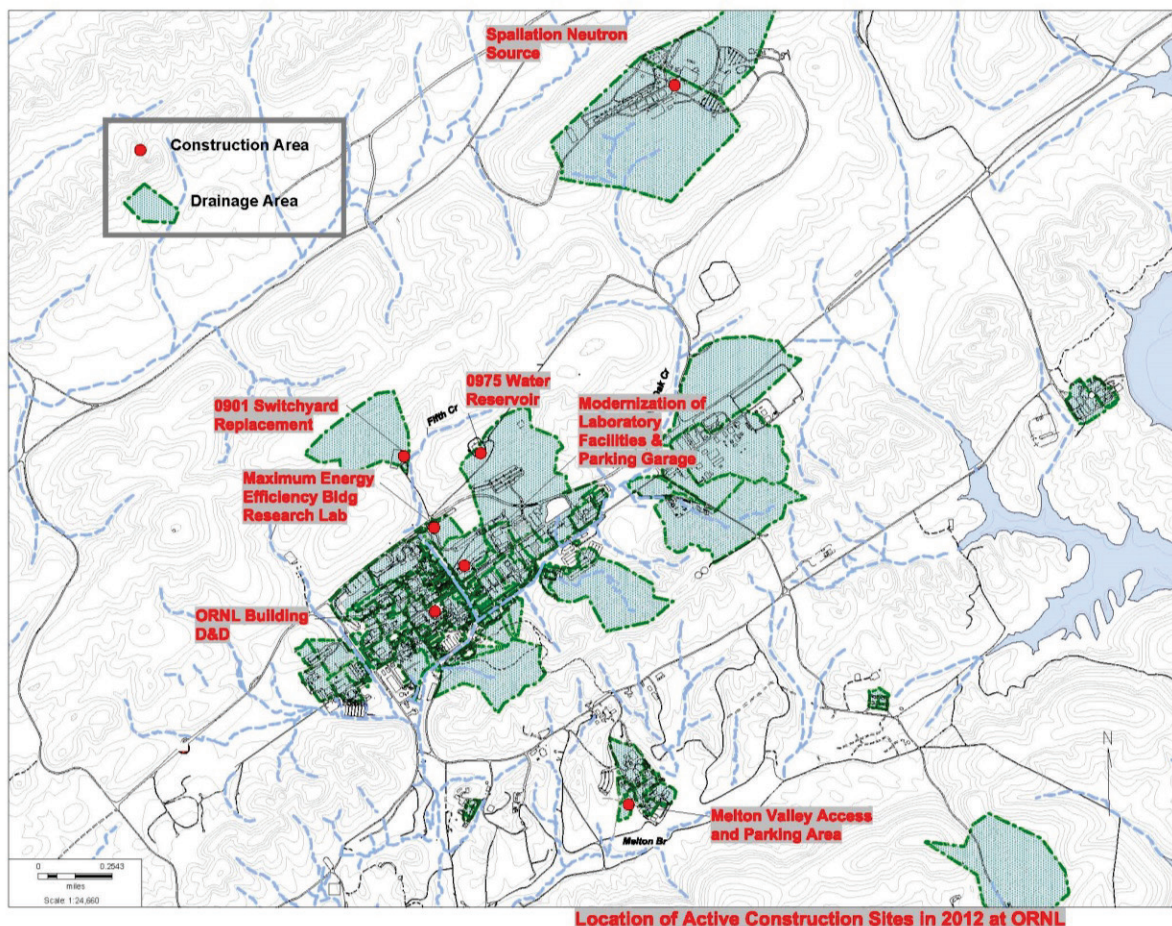 Spallation Neutron
Source
Construction Area
Drainage Area
0975 Water
Reservoir
0901 Switchyard
Replacement
Fifth Cr
Oak Cr
Modernization of
Laboratory
Facilities &
Parking Garage
Maximum Energy
Efficiency Bldg
Research Lab
ORNL Building
D&D
N
Melton Valley Access
and Parking Area
Melton Br
0 0.2543
miles
Scale 1:24,660
Location of Active Construction Sites in 2012 at ORNL